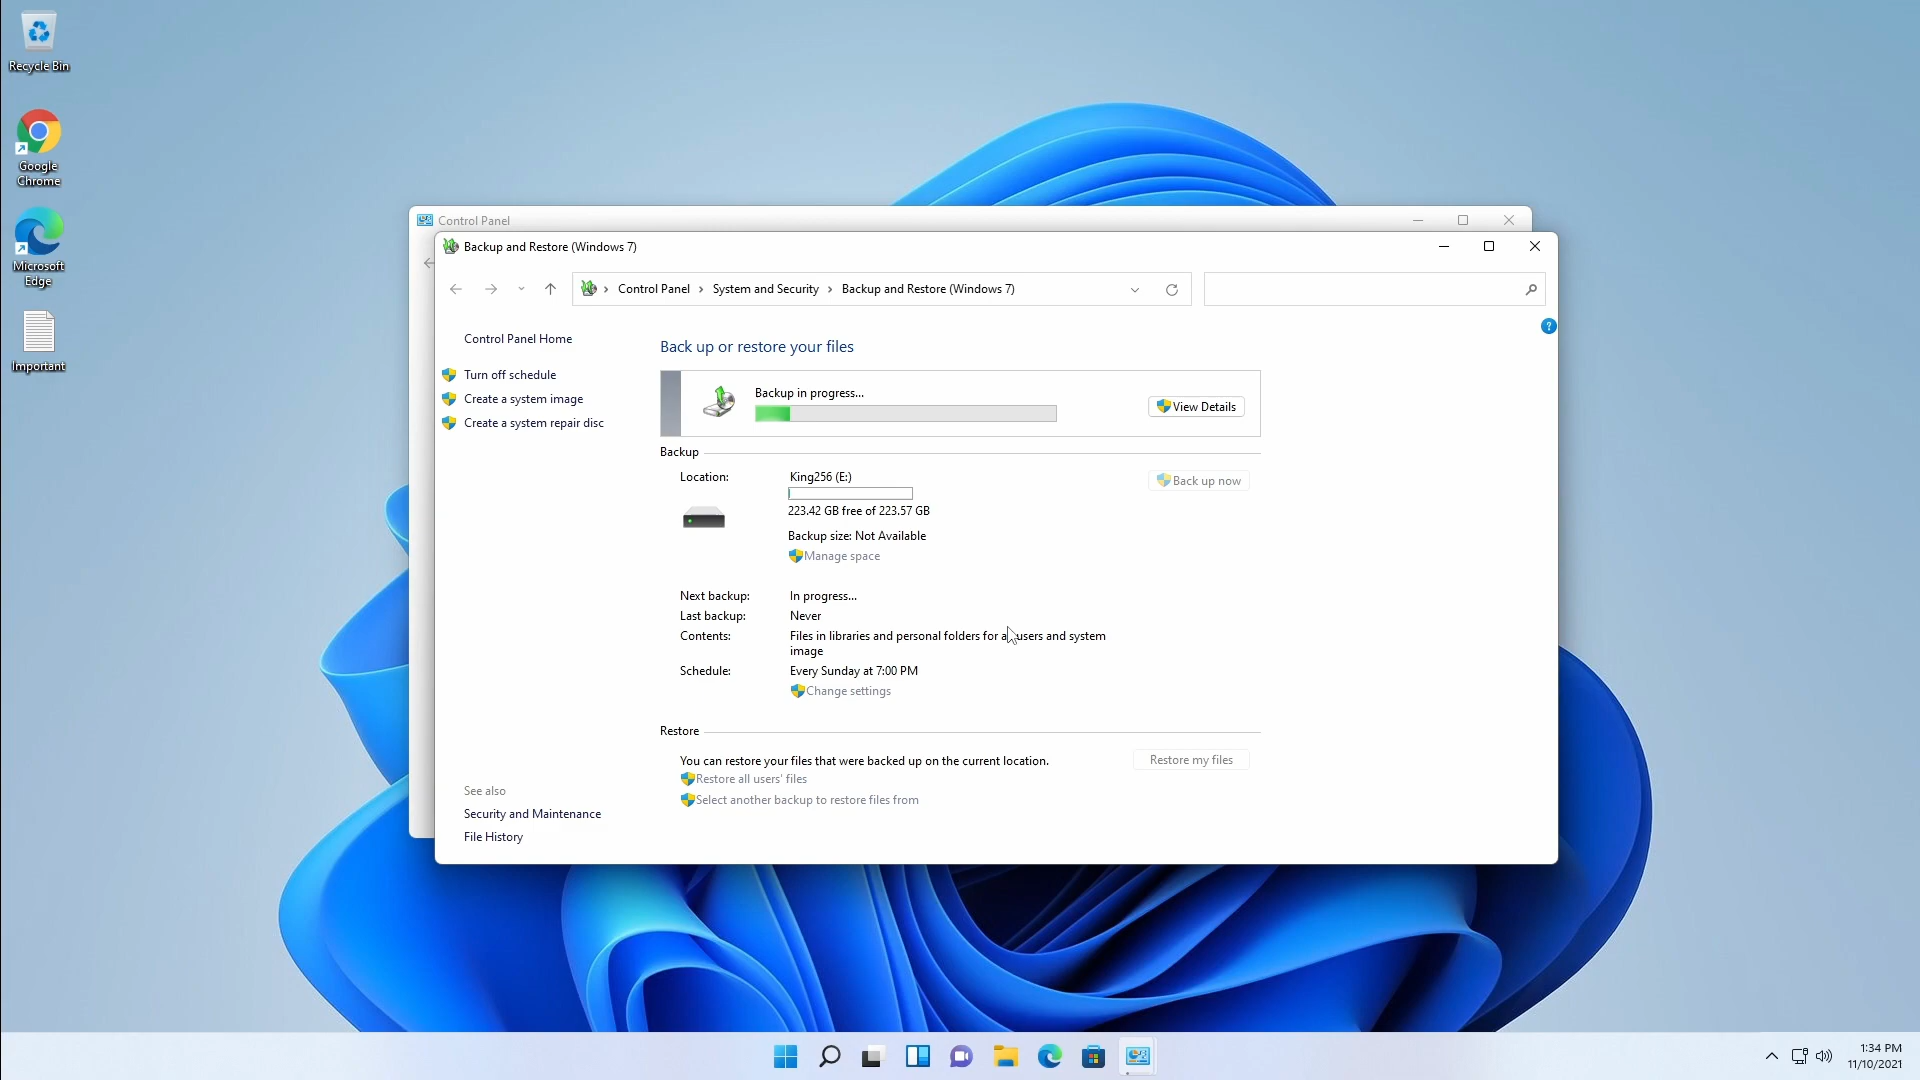 Recycle Bin
Google
Chrome
Microsoft
Edge
Important
Control Panel
Backup and Restore (Windows 7)
Control Panel > System and Security > Backup and Restore (Windows 7)
Control Panel Home
Turn off schedule
Create a system image
Create a system repair disc
See also
Security and Maintenance
File History
Back up or restore your files
Backup in progress...
View Details
Backup
Location: King256 (E:)
Back up now
223.42 GB free of 223.57 GB
Backup size: Not Available
Manage space
Next backup: In progress...
Last backup: Never
Contents: Files in libraries and personal folders for all users and system
image
Schedule: Every Sunday at 7:00 PM
Change settings
Restore
You can restore your files that were backed up on the current location.
Restore my files
Restore all users' files
Select another backup to restore files from
1:34 PM
11/10/2021